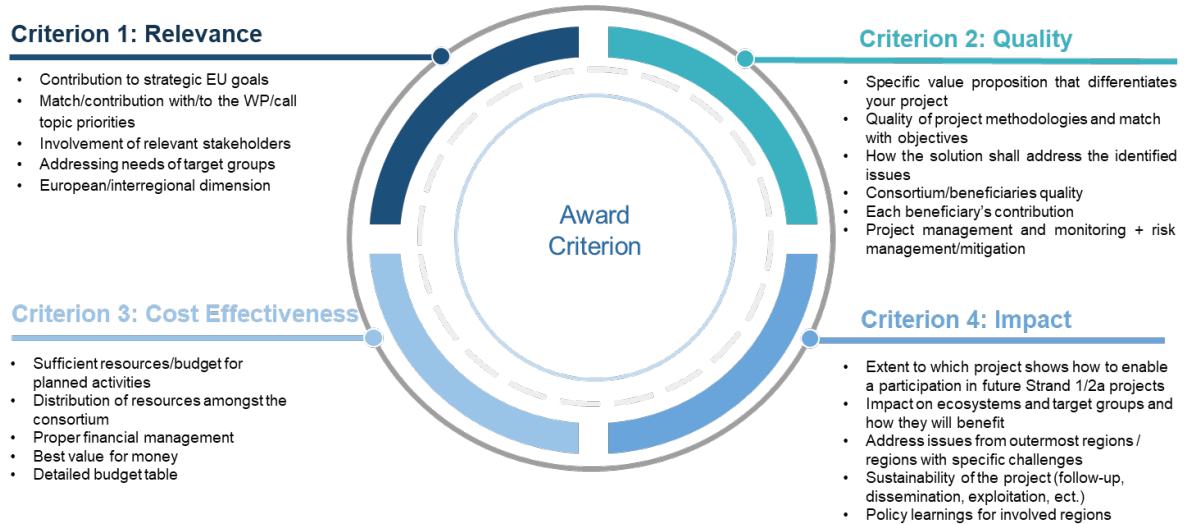 Criterion 1: Relevance
• Contribution to strategic EU goals
• Match/contribution with/to the WP/call
topic priorities
• Involvement of relevant stakeholders
• Addressing needs of target groups
• European/interregional dimension
Criterion 2: Quality
• Specific value proposition that differentiates
your project
• Quality of project methodologies and match
with objectives
• How the solution shall address the identified
issues
• Consortium/beneficiaries quality
• Each beneficiary's contribution
• Project management and monitoring + risk
management/mitigation
Award
Criterion
Criterion 3: Cost Effectiveness
• Sufficient resources/budget for
planned activities
• Distribution of resources amongst the
consortium
• Proper financial management
• Best value for money
• Detailed budget table
Criterion 4: Impact
• Extent to which project shows how to enable
a participation in future Strand 1/2a projects
• Impact on ecosystems and target groups and
how they will benefit
• Address issues from outermost regions /
regions with specific challenges
• Sustainability of the project (follow-up,
dissemination, exploitation, ect.)
• Policy learnings for involved regions